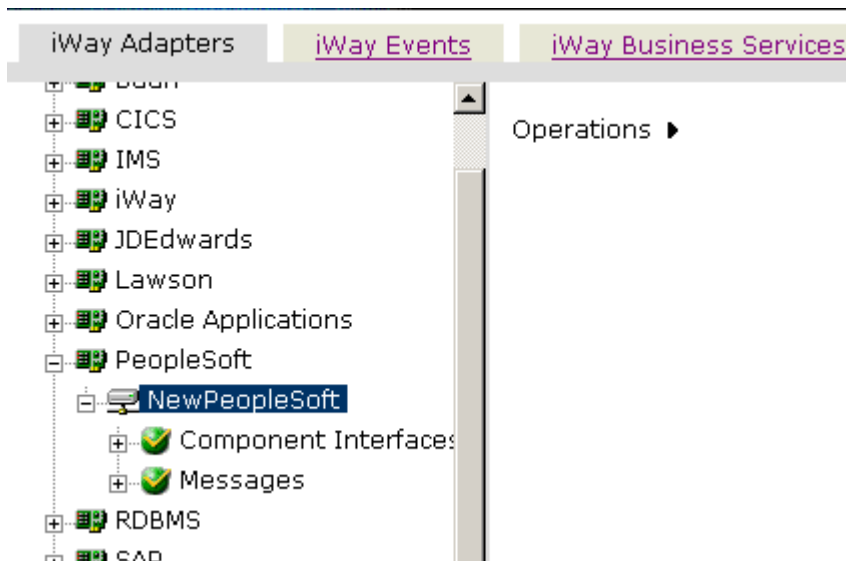 iWay Adapters
iWay Events
iWay Business Services
CICS
IMS
iWay
JDEdwards
Lawson
Oracle Applications
PeopleSoft
NewPeopleSoft
Component Interfaces
Messages
RDBMS
SAP
Operations